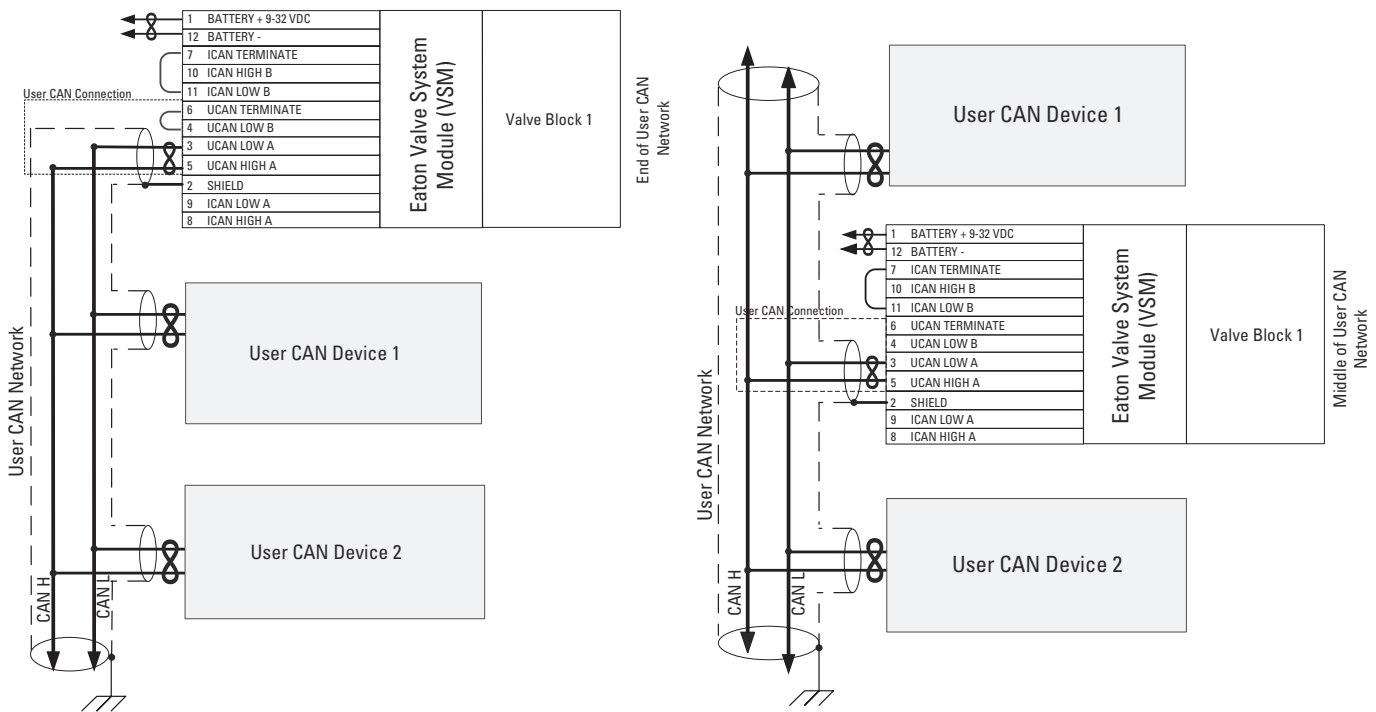 1 BATTERY + 9-32 VDC
12 BATTERY -
7 ICAN TERMINATE
10 ICAN HIGH B
11 ICAN LOW B
6 UCAN TERMINATE
4 UCAN LOW B
3 UCAN LOW A
5 UCAN HIGH A
2 SHIELD
9 ICAN LOW A
8 ICAN HIGH A
User CAN Connection
Eaton Valve System
Module (VSM)
Valve Block 1
End of User CAN
Network
User CAN Device 1
User CAN Device 2
User CAN Network
CAN H
CAN L
User CAN Device 1
1 BATTERY + 9-32 VDC
12 BATTERY -
7 ICAN TERMINATE
10 ICAN HIGH B
11 ICAN LOW B
6 UCAN TERMINATE
4 UCAN LOW B
3 UCAN LOW A
5 UCAN HIGH A
2 SHIELD
9 ICAN LOW A
8 ICAN HIGH A
User CAN Connection
Eaton Valve System
Module (VSM)
Valve Block 1
Middle of User CAN
Network
User CAN Device 2
User CAN Network
CAN H
CAN L